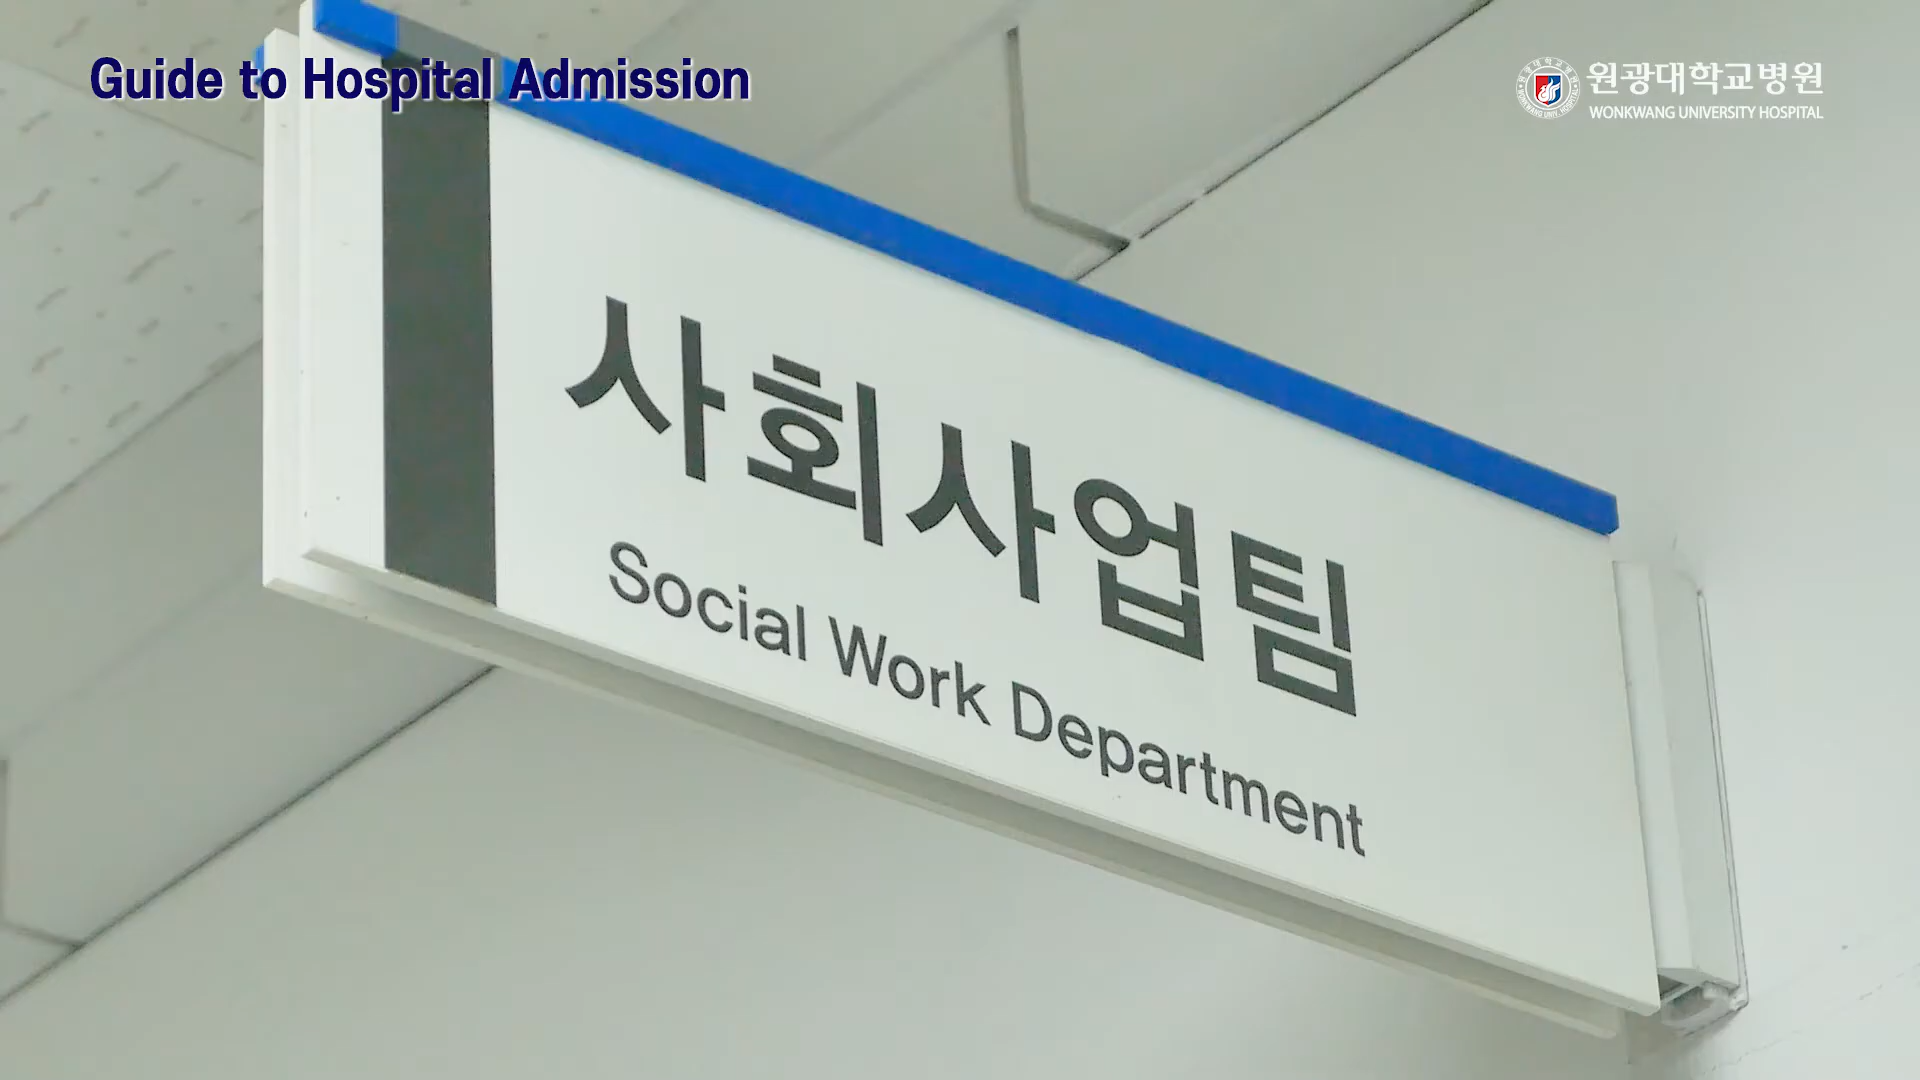 Guide to Hospital Admission
원광대학교병원
WONKWANG UNIVERSITY HOSPITAL
사회사업팀
Social Work Department